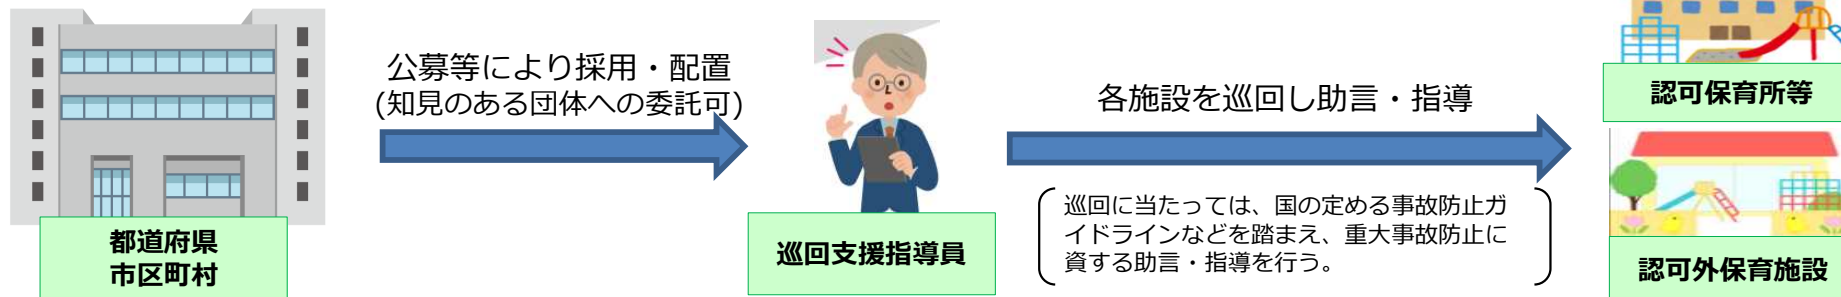 都道府県
市区町村
公募等により採用・配置
(知見のある団体への委託可)
巡回支援指導員
各施設を巡回し助言・指導
巡回に当たっては、国の定める事故防止ガ
イドラインなどを踏まえ、重大事故防止に
資する助言・指導を行う。
認可保育所等
認可外保育施設